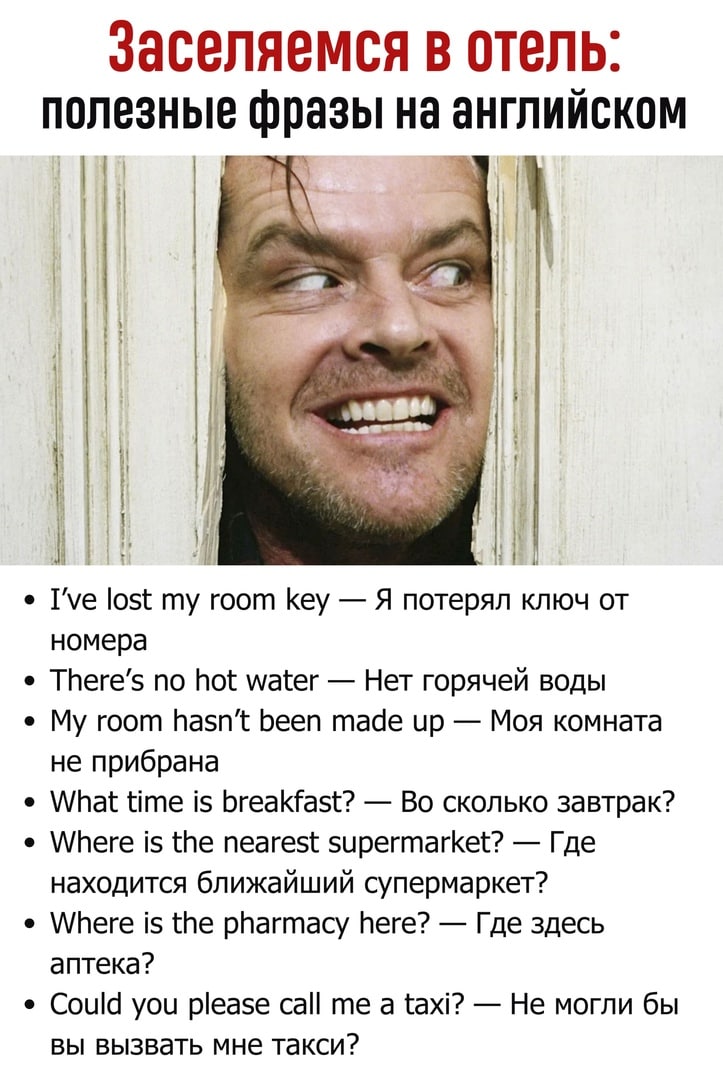 Заселяемся в отель:
полезные фразы на английском
• I’ve lost my room key — Я потерял ключ от
номера
• There’s no hot water — Нет горячей воды
• My room hasn’t been made up — Моя комната
не прибрана
• What time is breakfast? — Во сколько завтрак?
• Where is the nearest supermarket? — Где
находится ближайший супермаркет?
• Where is the pharmacy here? — Где здесь
аптека?
• Could you please call me a taxi? — Не могли бы
вы вызвать мне такси?